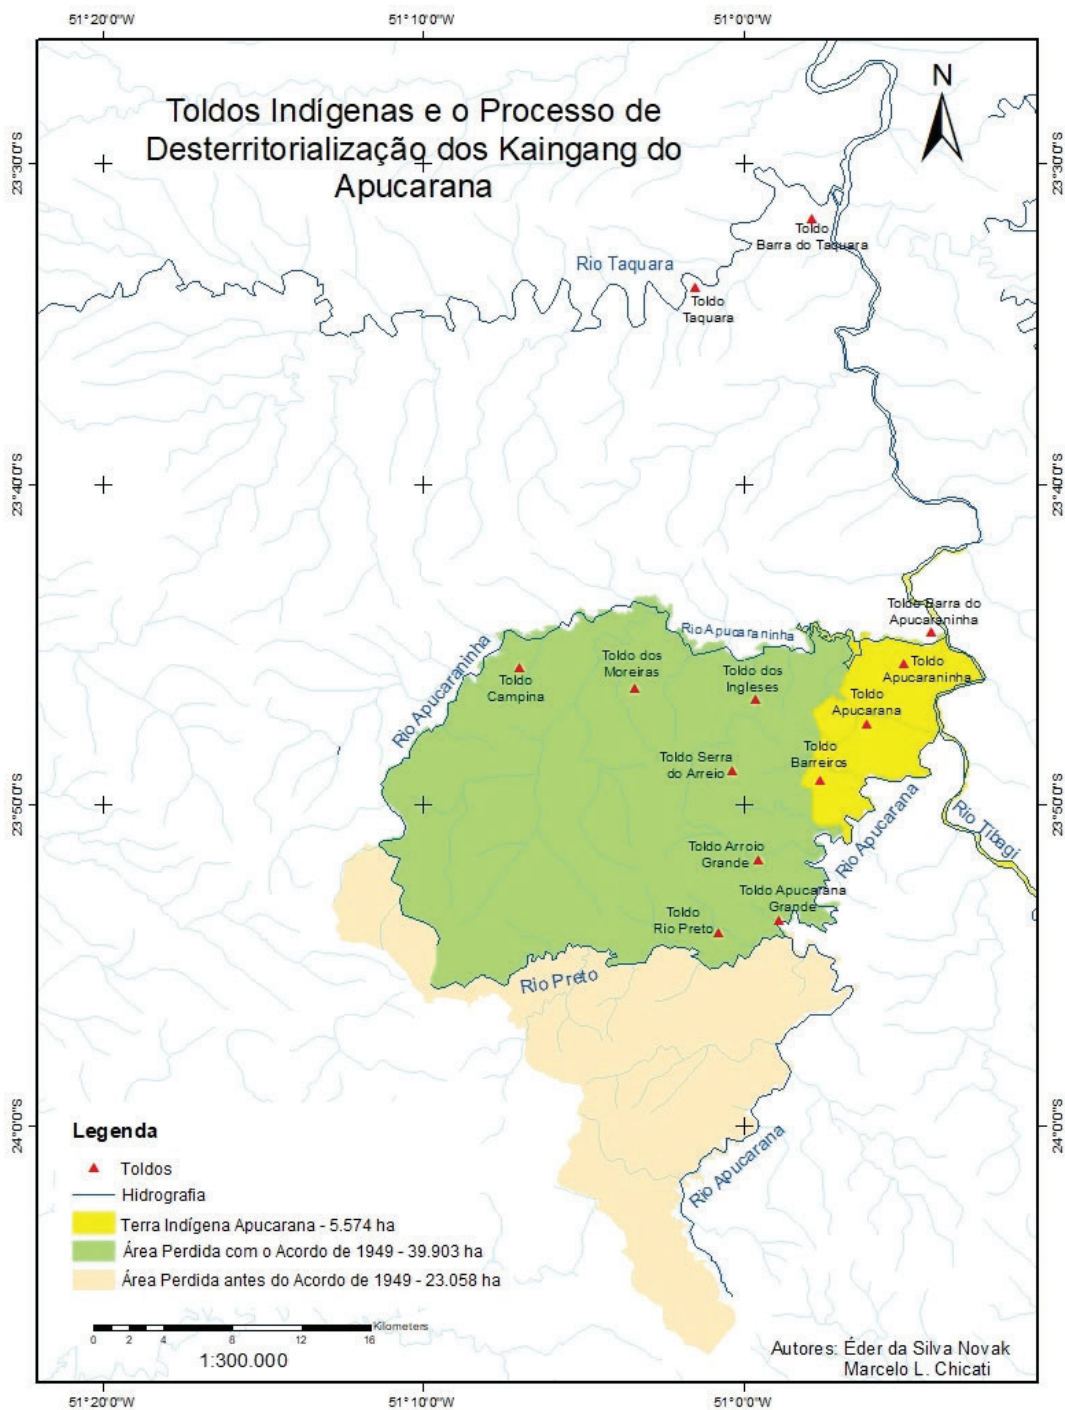 51°20'0"W
51°10'0"W
51°0'0"W
Toldos Indígenas e o Processo de
Desterritorialização dos Kaingang do
Apucarana
N
23°30'0"S
23°30'0"S
Toldo
Barra do Taquara
Rio Taquara
Toldo
Taquara
23°40'0"S
23°40'0"S
Toldo Barra do
Apucaraninha
Rio Apucaraninha
Rio Apucaraninha
Toldo
Campina
Toldo dos
Moreiras
Toldo dos
Ingleses
Toldo
Apucaraninha
Toldo
Apucarana
Toldo Serra
do Arreio
Toldo
Barreiros
23°50'0"S
23°50'0"S
Rio Apucarana
Rio Tibagi
Toldo Arroio
Grande
Toldo Apucarana
Grande
Toldo
Rio Preto
Rio Preto
24°0'0"S
24°0'0"S
Rio Apucarana
Legenda
Toldos
Hidrografia
Terra Indígena Apucarana - 5.574 ha
Área Perdida com o Acordo de 1949 - 39.903 ha
Área Perdida antes do Acordo de 1949 - 23.058 ha
Kilometers
0 2 4 8 12 16
1:300.000
Autores: Éder da Silva Novak
Marcelo L. Chicati
51°20'0"W
51°10'0"W
51°0'0"W